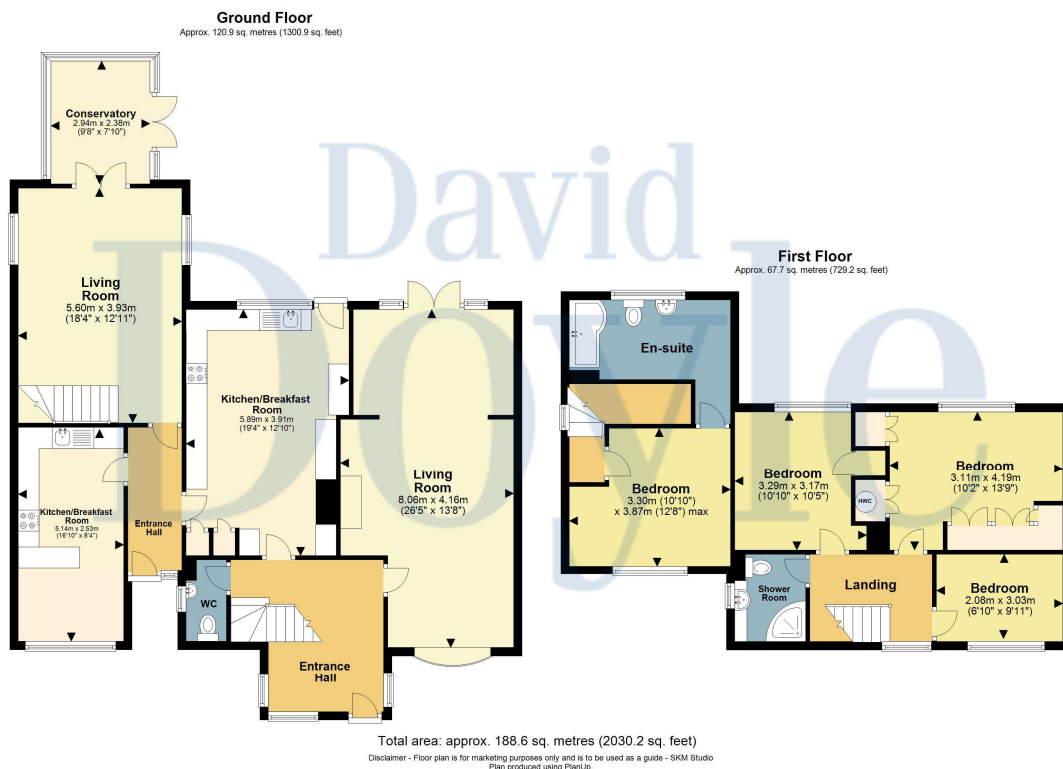 Ground Floor
Approx. 120.9 sq. metres (1300.9 sq. feet)
Conservatory
2.94m x 2.38m
(9'8" x 7'10")
David
Doyle
First Floor
Approx. 67.7 sq. metres (729.2 sq. feet)
Living
Room
5.60m x 3.93m
(18'4" x 12'11")
En-suite
Kitchen/Breakfast
Room
5.89m x 3.91m
(19'4" x 12'10")
Living
Room
8.06m x 4.16m
(26'5" x 13'8")
Kitchen/Breakfast
Room
5.14m x 2.53m
(16'10" x 8'4")
Entrance
Hall
WC
Entrance
Hall
Bedroom
3.30m (10'10")
x 3.87m (12'8") max
Bedroom
3.29m x 3.17m
(10'10" x 10'5")
HWC
Bedroom
3.11m x 4.19m
(10'2" x 13'9")
Shower
Room
Landing
Bedroom
2.08m x 3.03m
(6'10" x 9'11")
Total area: approx. 188.6 sq. metres (2030.2 sq. feet)
Disclaimer - Floor plan is for marketing purposes only and is to be used as a guide - SKM Studio
Plan produced using PlanUp.